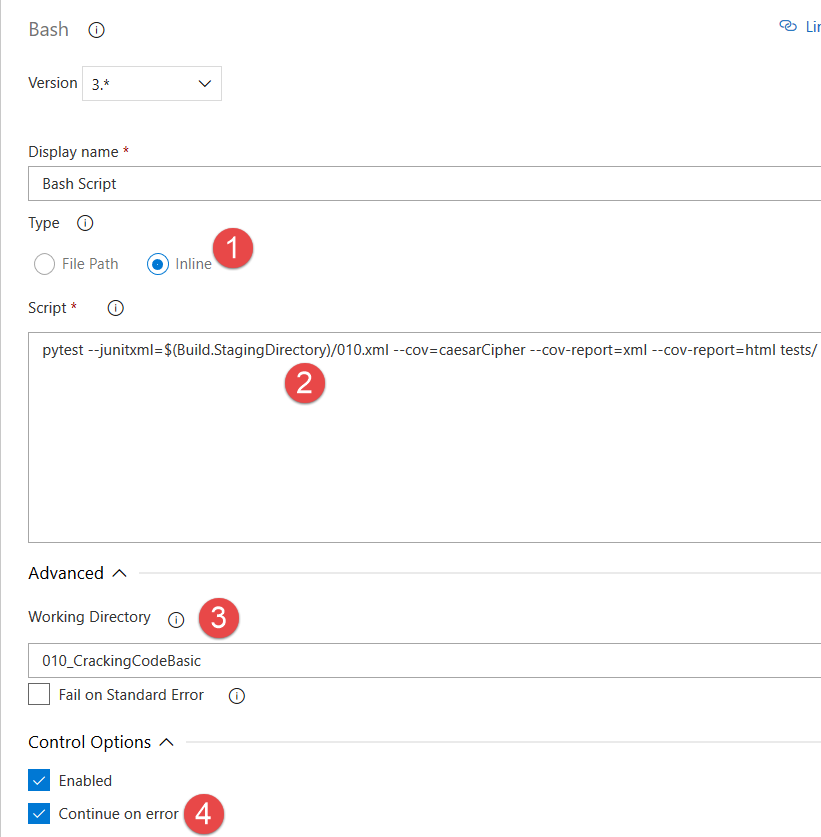 Bash
Lin
Version 3.*
Display name *
Bash Script
Type
File Path Inline 1
Script *
pytest --junitxml=$(Build.StagingDirectory)/010.xml --cov=caesarCipher --cov-report=xml --cov-report=html tests/
2
Advanced
Working Directory 3
010_CrackingCodeBasic
Fail on Standard Error
Control Options
Enabled
Continue on error 4